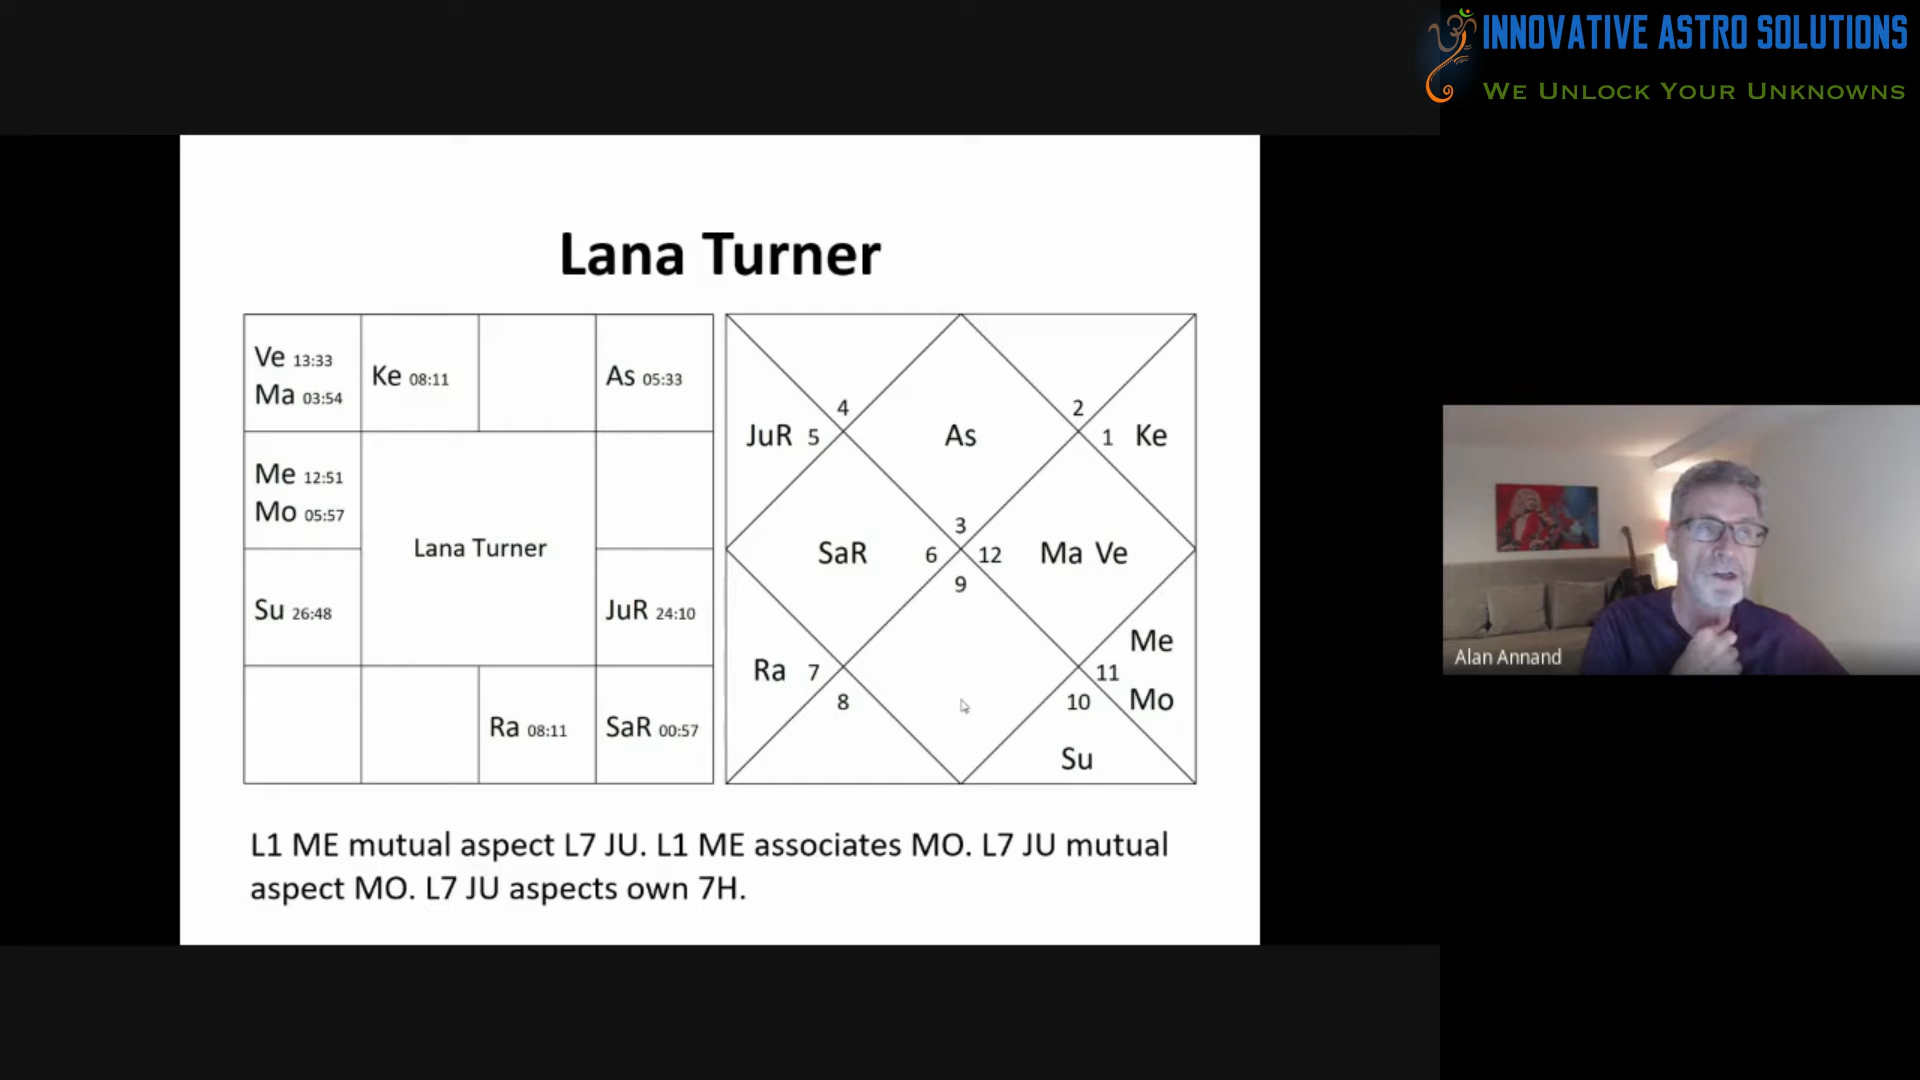 INNOVATIVE ASTRO SOLUTIONS
WE UNLOCK YOUR UNKNOWNS
Lana Turner
Ve 13:33
Ma 03:54
Ke 08:11
As 05:33
Me 12:51
Mo 05:57
Lana Turner
Su 26:48
JuR 24:10
Ra 08:11
SaR 00:57
4
2
JuR 5
As
1 Ke
3
SaR 6
12 Ma Ve
9
Me
Ra 7
11
8
10
Mo
Su
L1 ME mutual aspect L7 JU. L1 ME associates MO. L7 JU mutual
aspect MO. L7 JU aspects own 7H.
Alan Annand